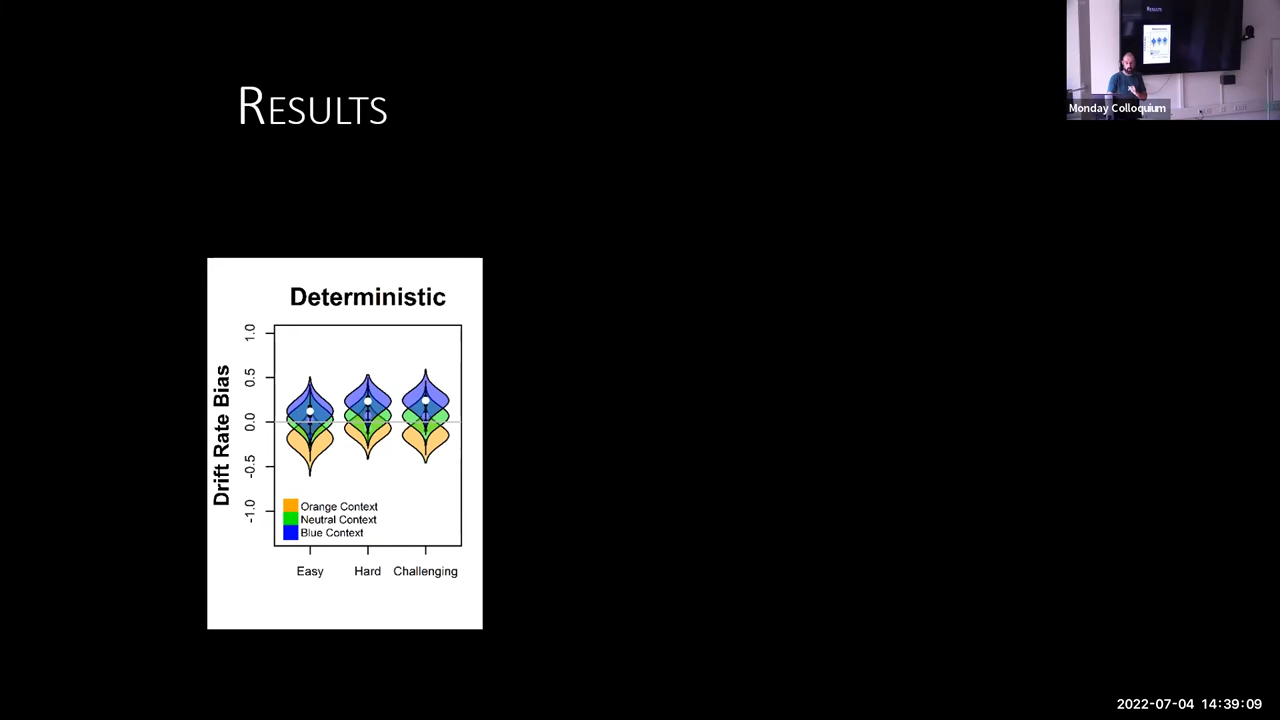 RESULTS
Monday Colloquium
Deterministic
Drift Rate Bias
1.0
0.5
0.0
-0.5
-1.0
Orange Context
Neutral Context
Blue Context
Easy Hard Challenging
2022-07-04 14:39:09